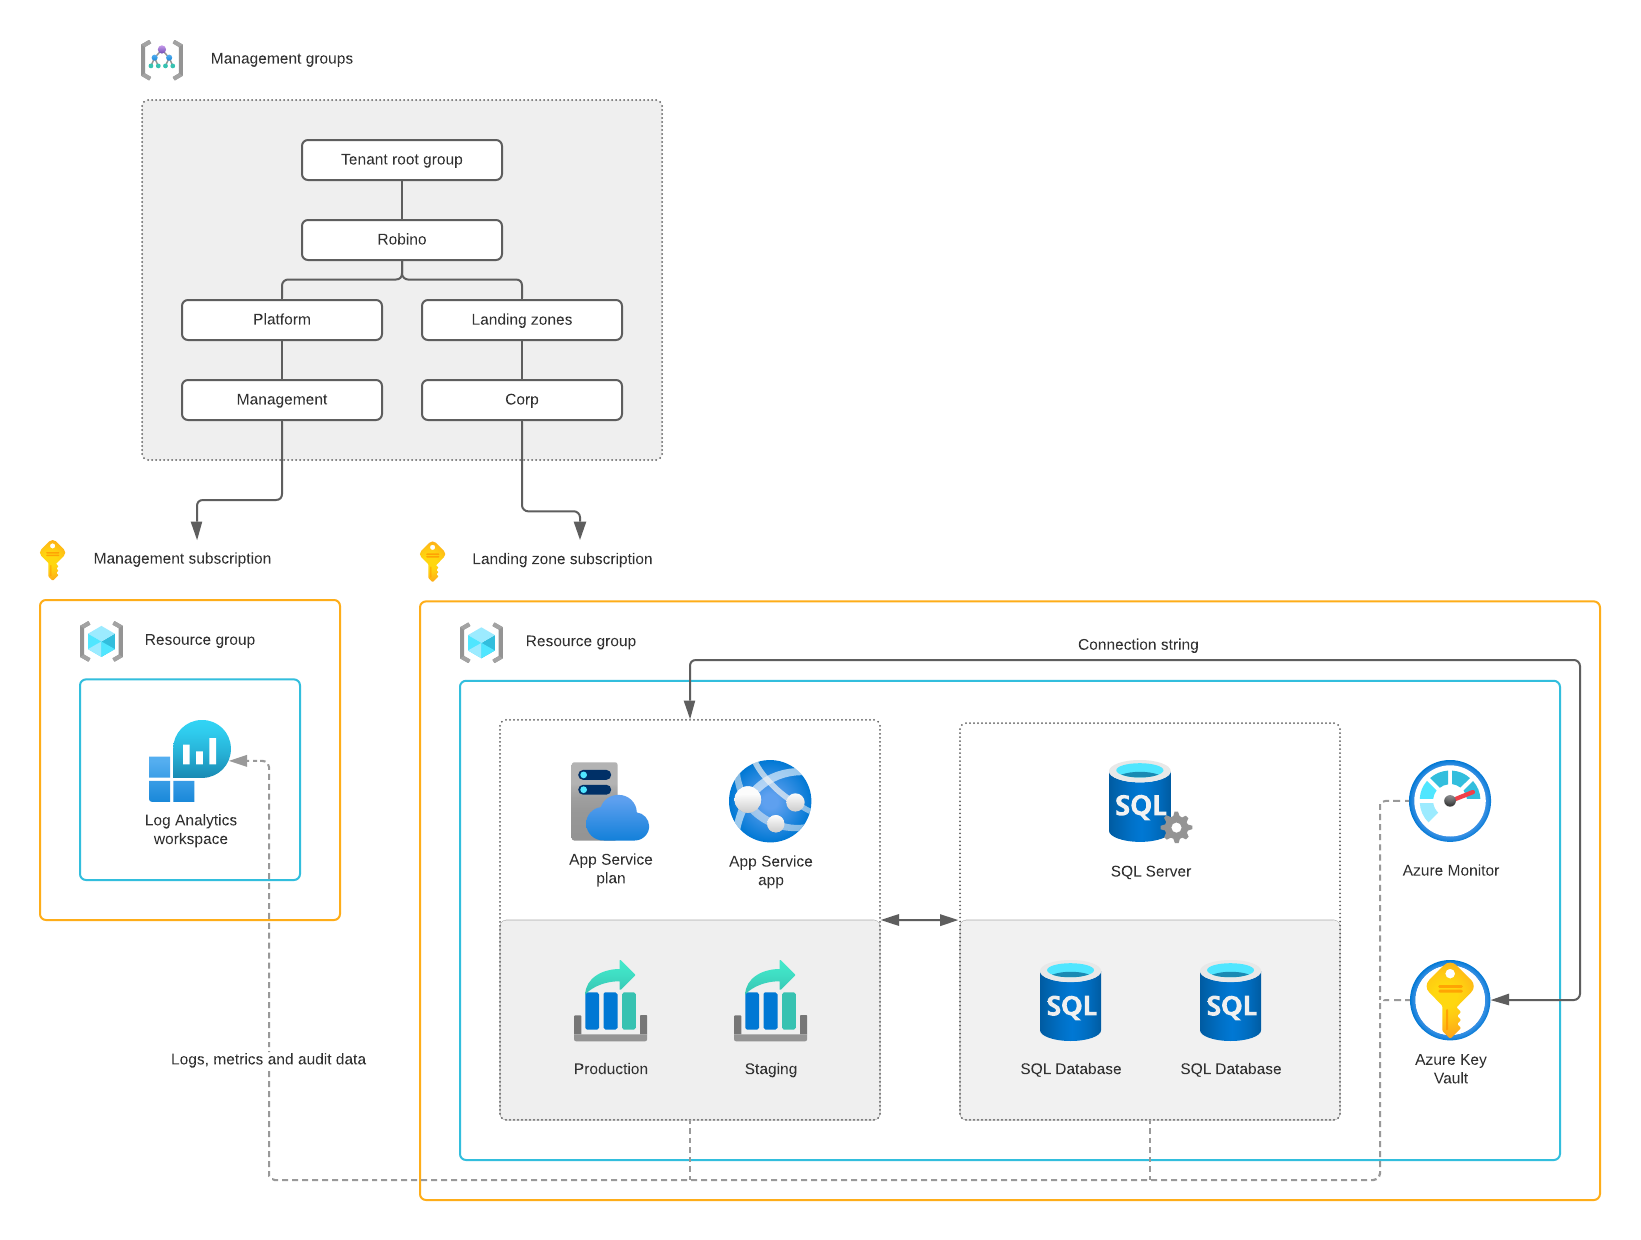 Management groups
Tenant root group
Robino
Platform
Landing zones
Management
Corp
Management subscription
Landing zone subscription
Resource group
Resource group
Connection string
Log Analytics
workspace
App Service
plan
App Service
app
SQL
SQL Server
Azure Monitor
SQL
SQL
Logs, metrics and audit data
Production
Staging
SQL Database
SQL Database
Azure Key
Vault